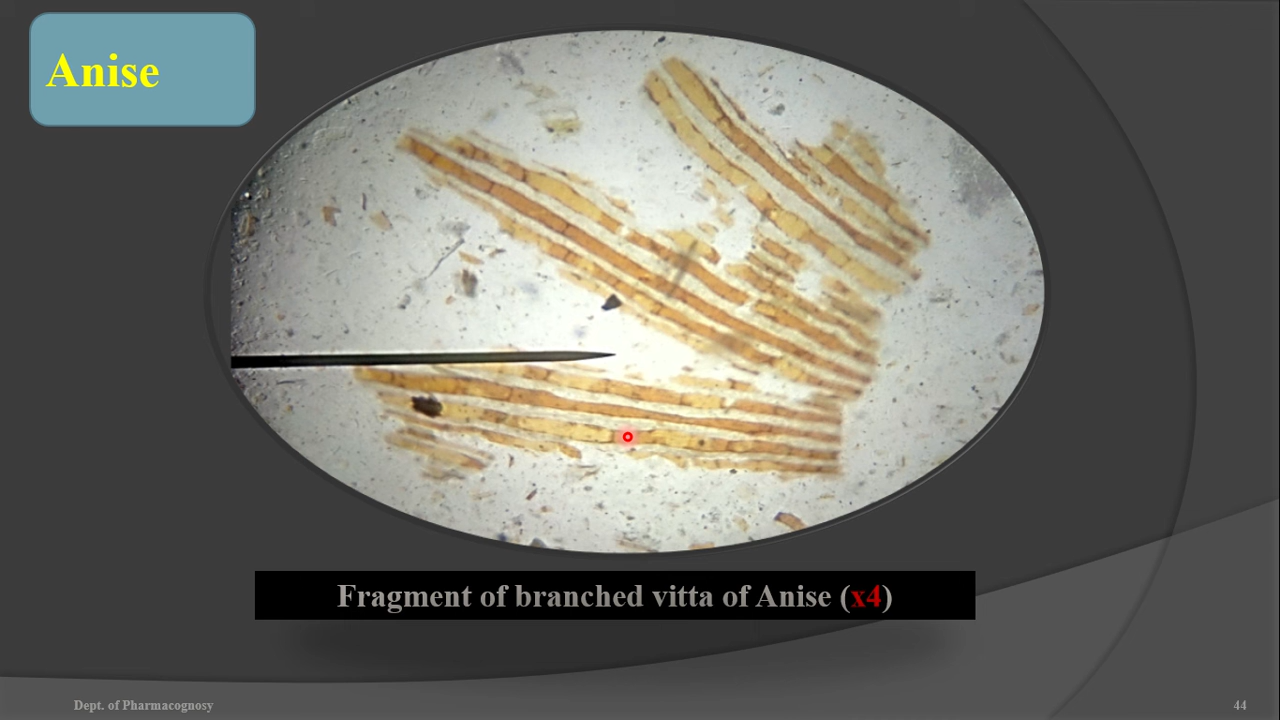 Anise
Fragment of branched vitta of Anise (x4)
Dept. of Pharmacognosy
44